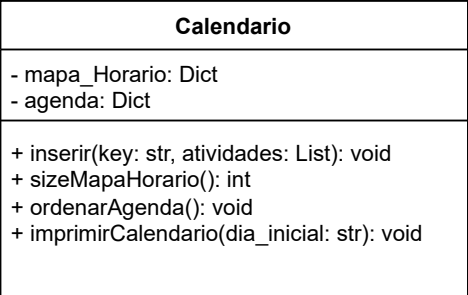 Calendario
- mapa_Horario: Dict
- agenda: Dict
+ inserir(key: str, atividades: List): void
+ sizeMapaHorario(): int
+ ordenarAgenda(): void
+ imprimirCalendario(dia_inicial: str): void